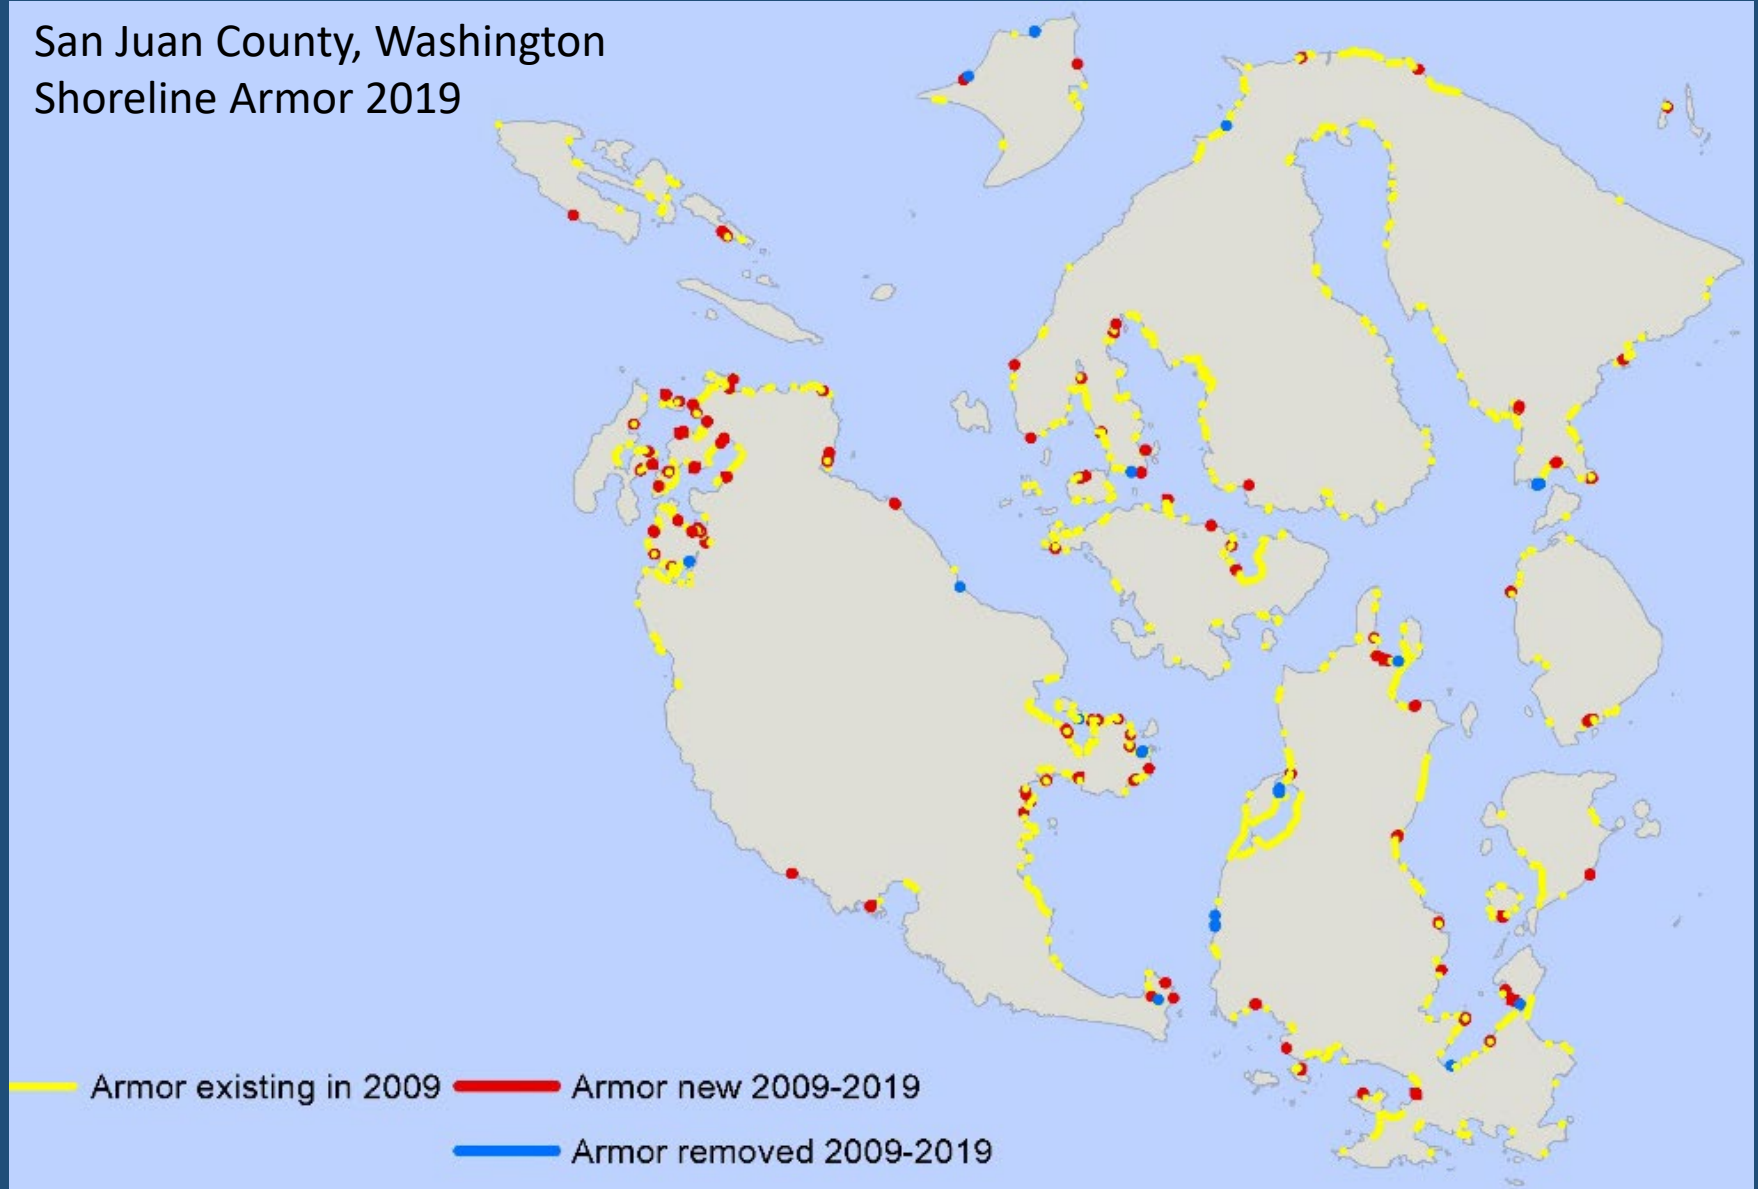 San Juan County, Washington
Shoreline Armor 2019
Armor existing in 2009
Armor new 2009-2019
Armor removed 2009-2019